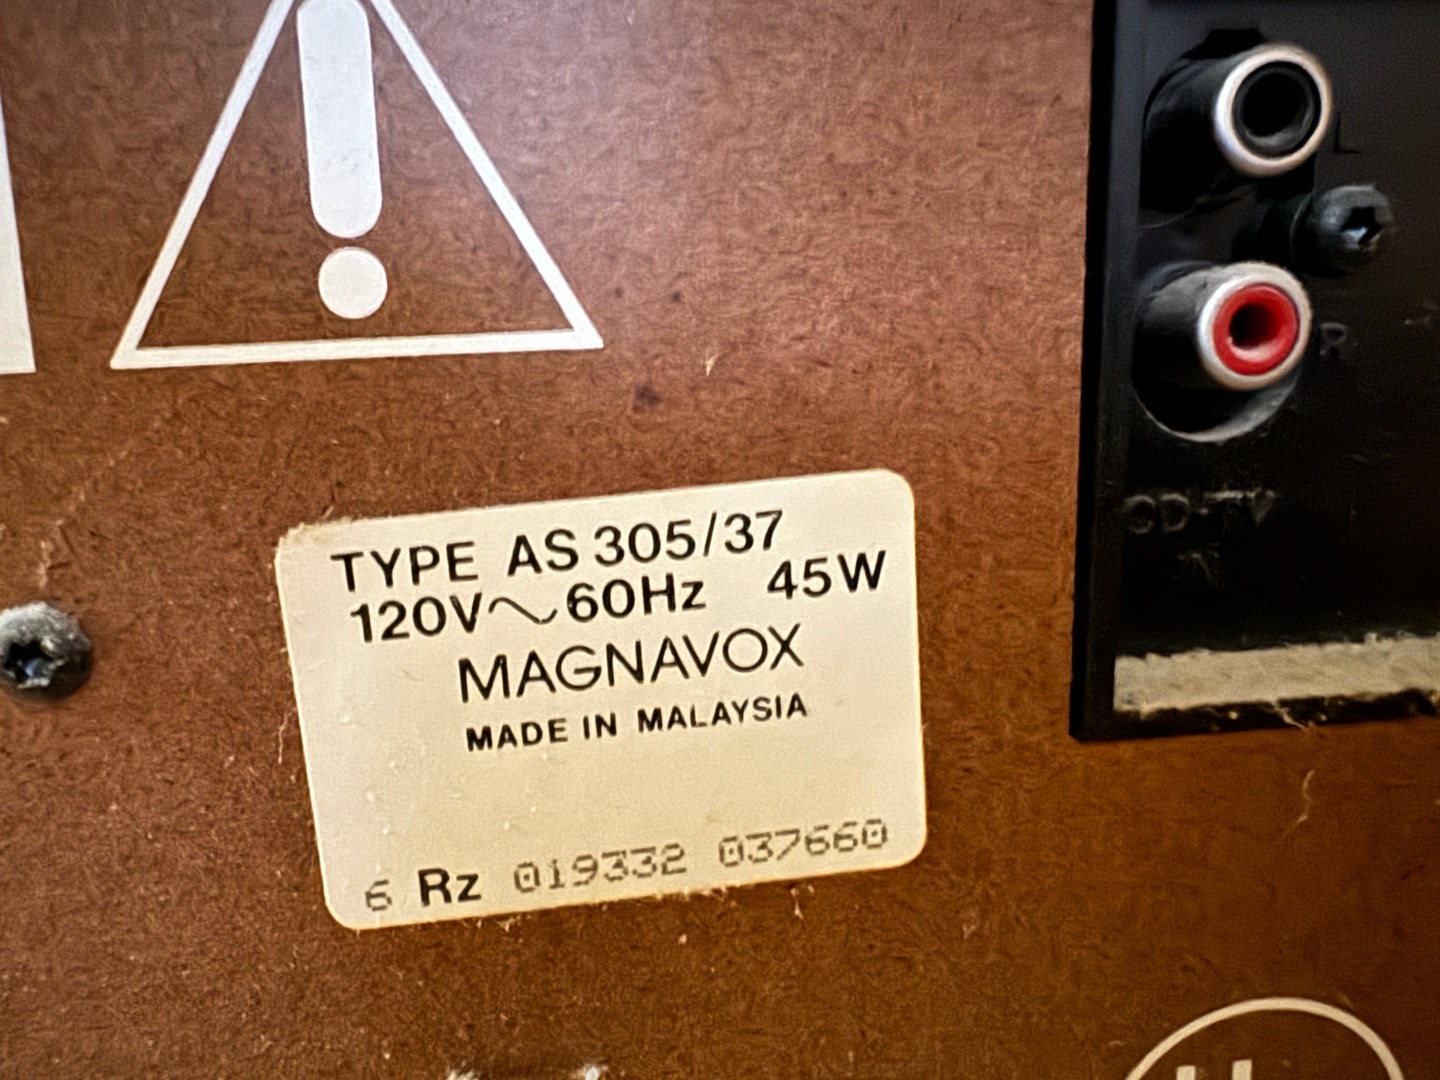 L
R
CD-TV
TYPE AS 305/37
120V~60Hz 45W
MAGNAVOX
MADE IN MALAYSIA
6 Rz 019332 037660